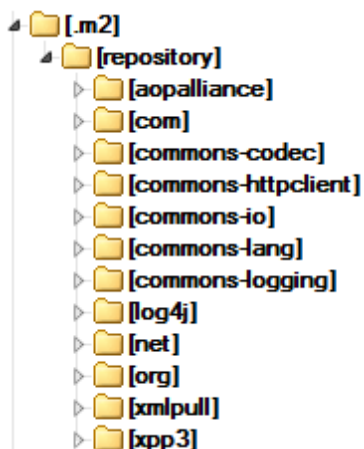 [.m2]
[repository]
[aopalliance]
[com]
[commons-codec]
[commons-httpclient]
[commons-io]
[commons-lang]
[commons-logging]
[log4j]
[net]
[org]
[xmlpull]
[xpp3]